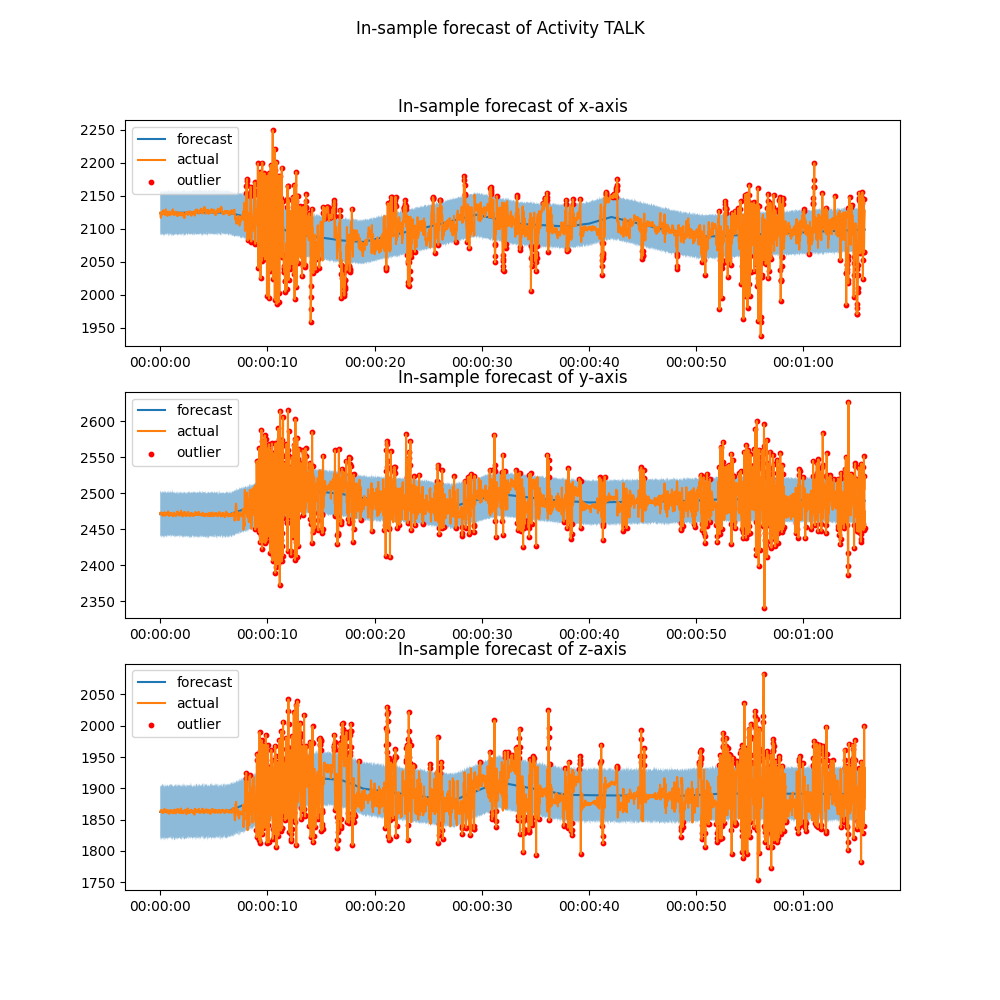 In-sample forecast of Activity TALK
In-sample forecast of x-axis
2250
2200
2150
2100
2050
2000
1950
forecast
actual
outlier
00:00:00 00:00:10 00:00:20 00:00:30 00:00:40 00:00:50 00:01:00
In-sample forecast of y-axis
2600
2550
2500
2450
2400
2350
forecast
actual
outlier
00:00:00 00:00:10 00:00:20 00:00:30 00:00:40 00:00:50 00:01:00
In-sample forecast of z-axis
2050
2000
1950
1900
1850
1800
1750
forecast
actual
outlier
00:00:00 00:00:10 00:00:20 00:00:30 00:00:40 00:00:50 00:01:00